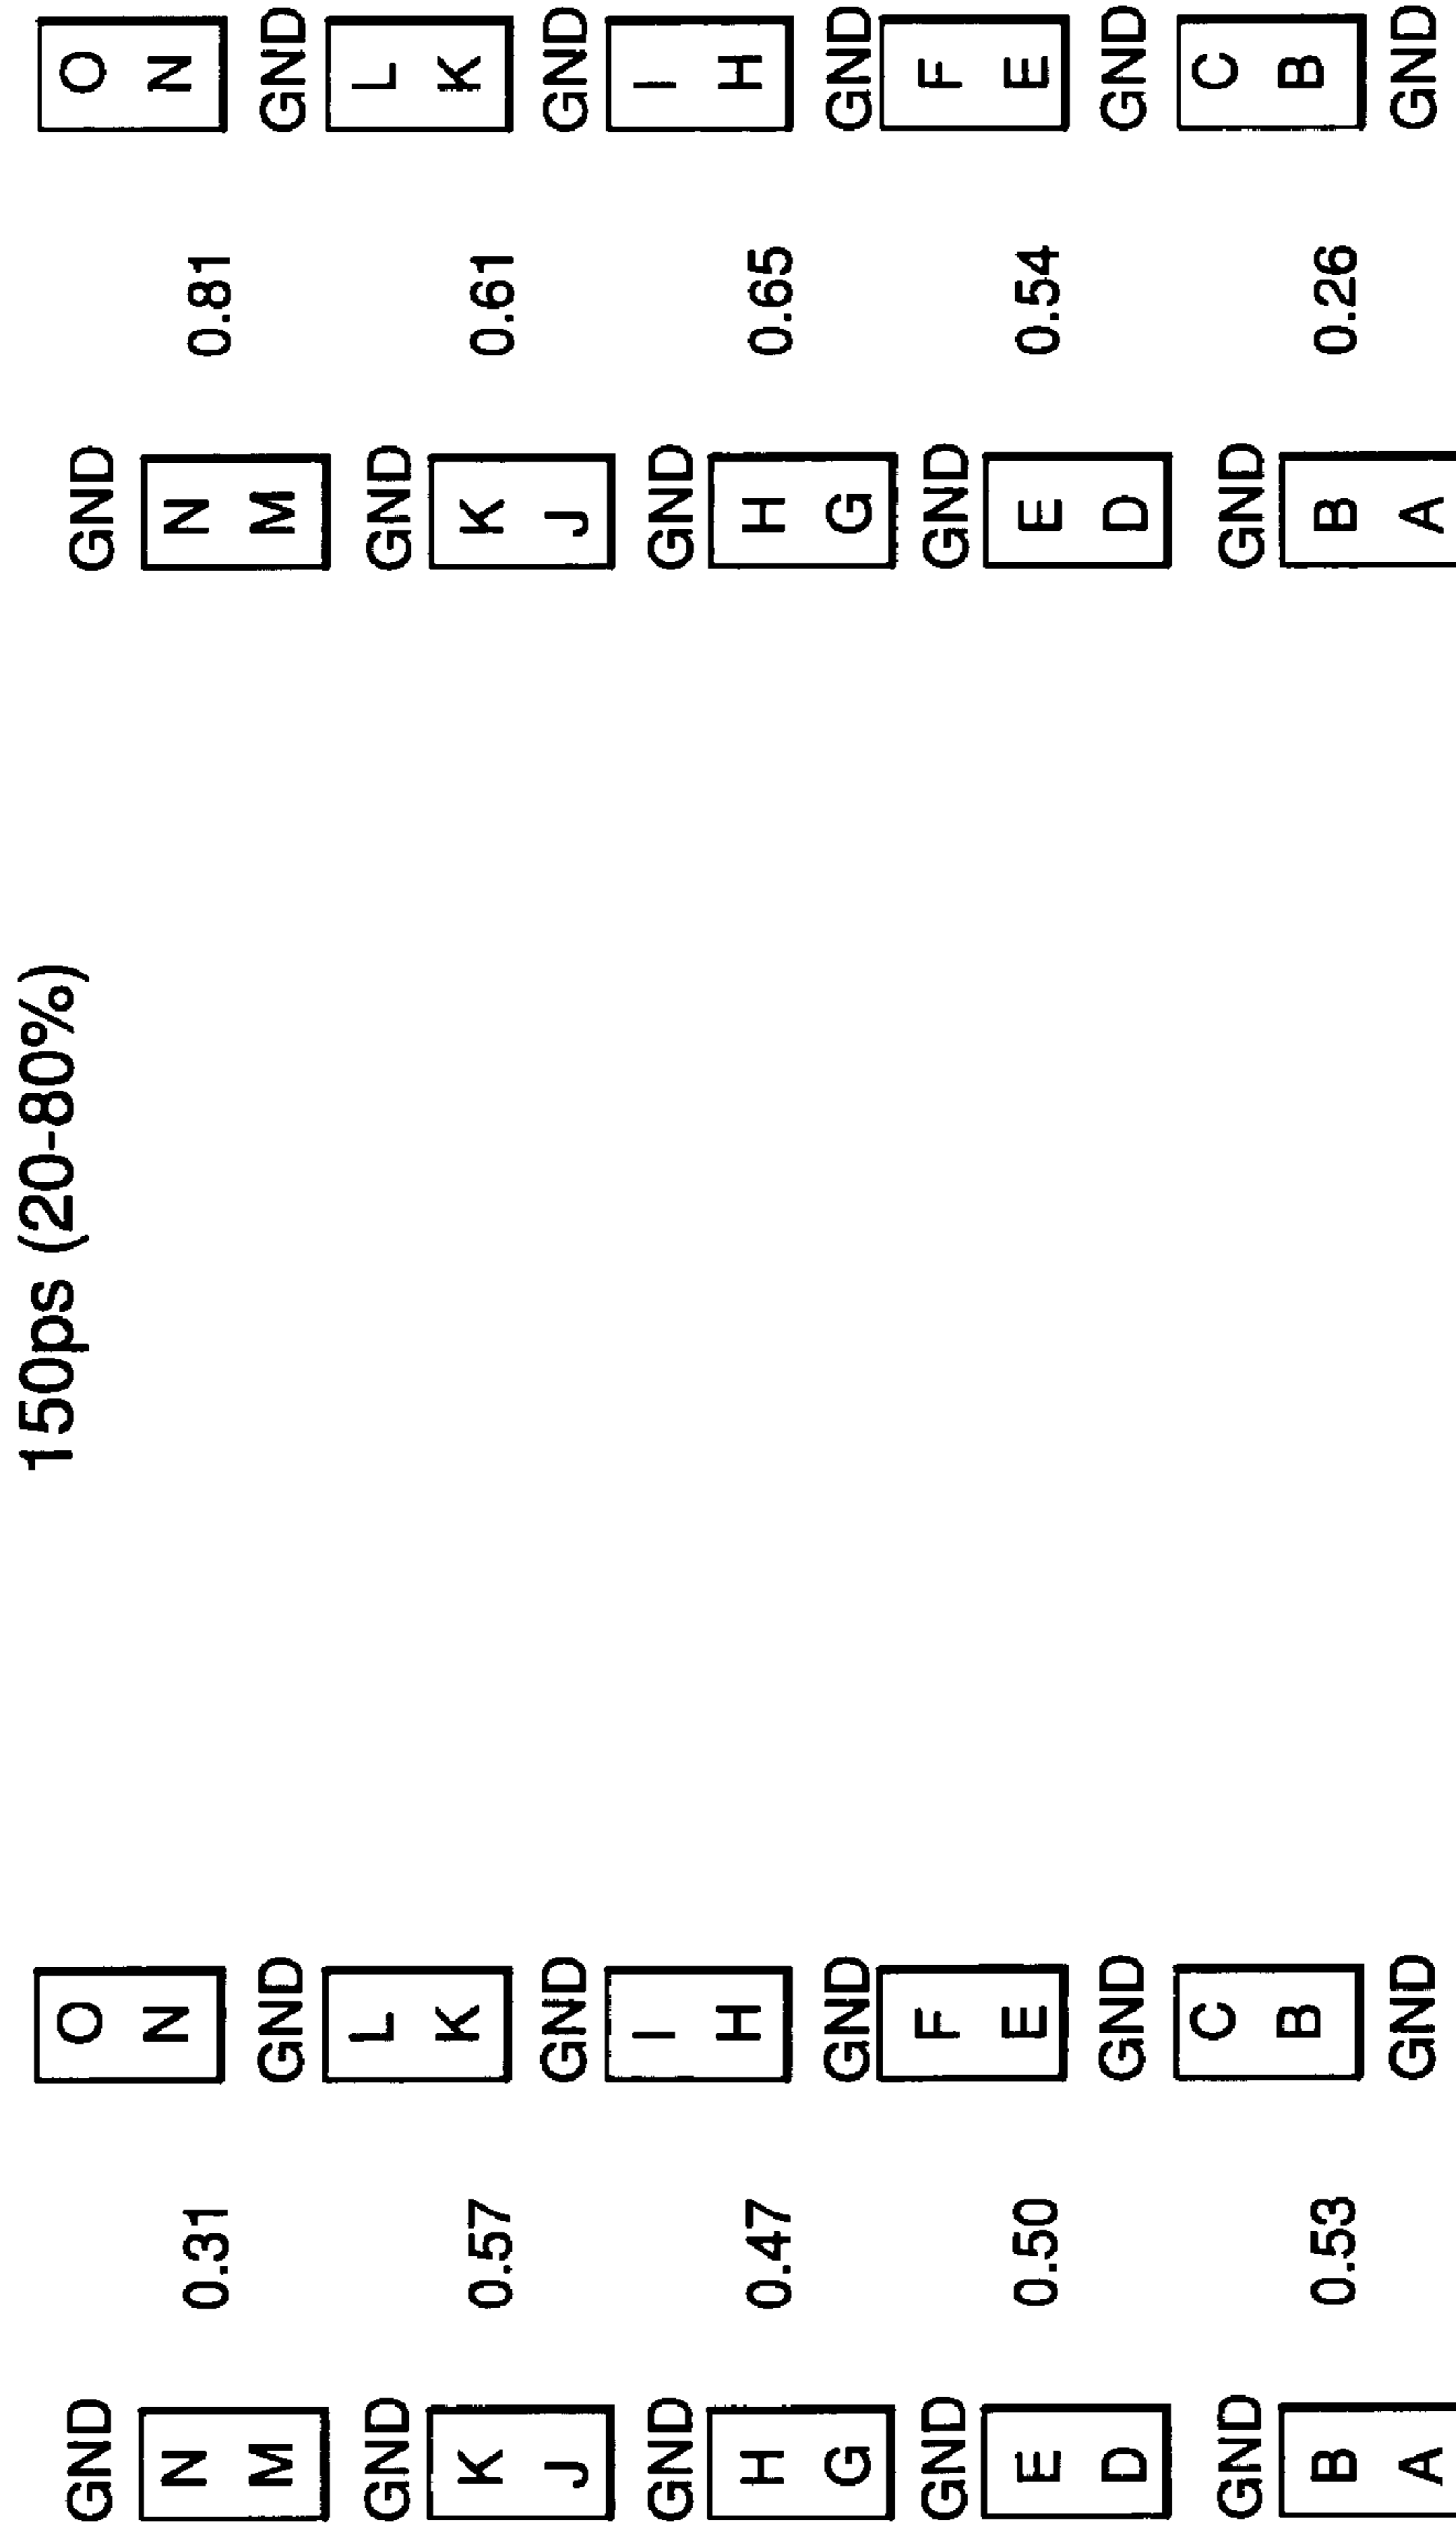 150ps (20-80%)
GND O GND O
N 0.31 N N 0.81 N
M GND M GND
GND L GND L
K 0.57 K K 0.61 K
J GND J GND
GND I GND I
H 0.47 H H 0.65 H
G GND G GND
GND F GND F
E 0.50 E E 0.54 E
D GND D GND
GND C GND C
B 0.53 B B 0.26 B
A GND A GND